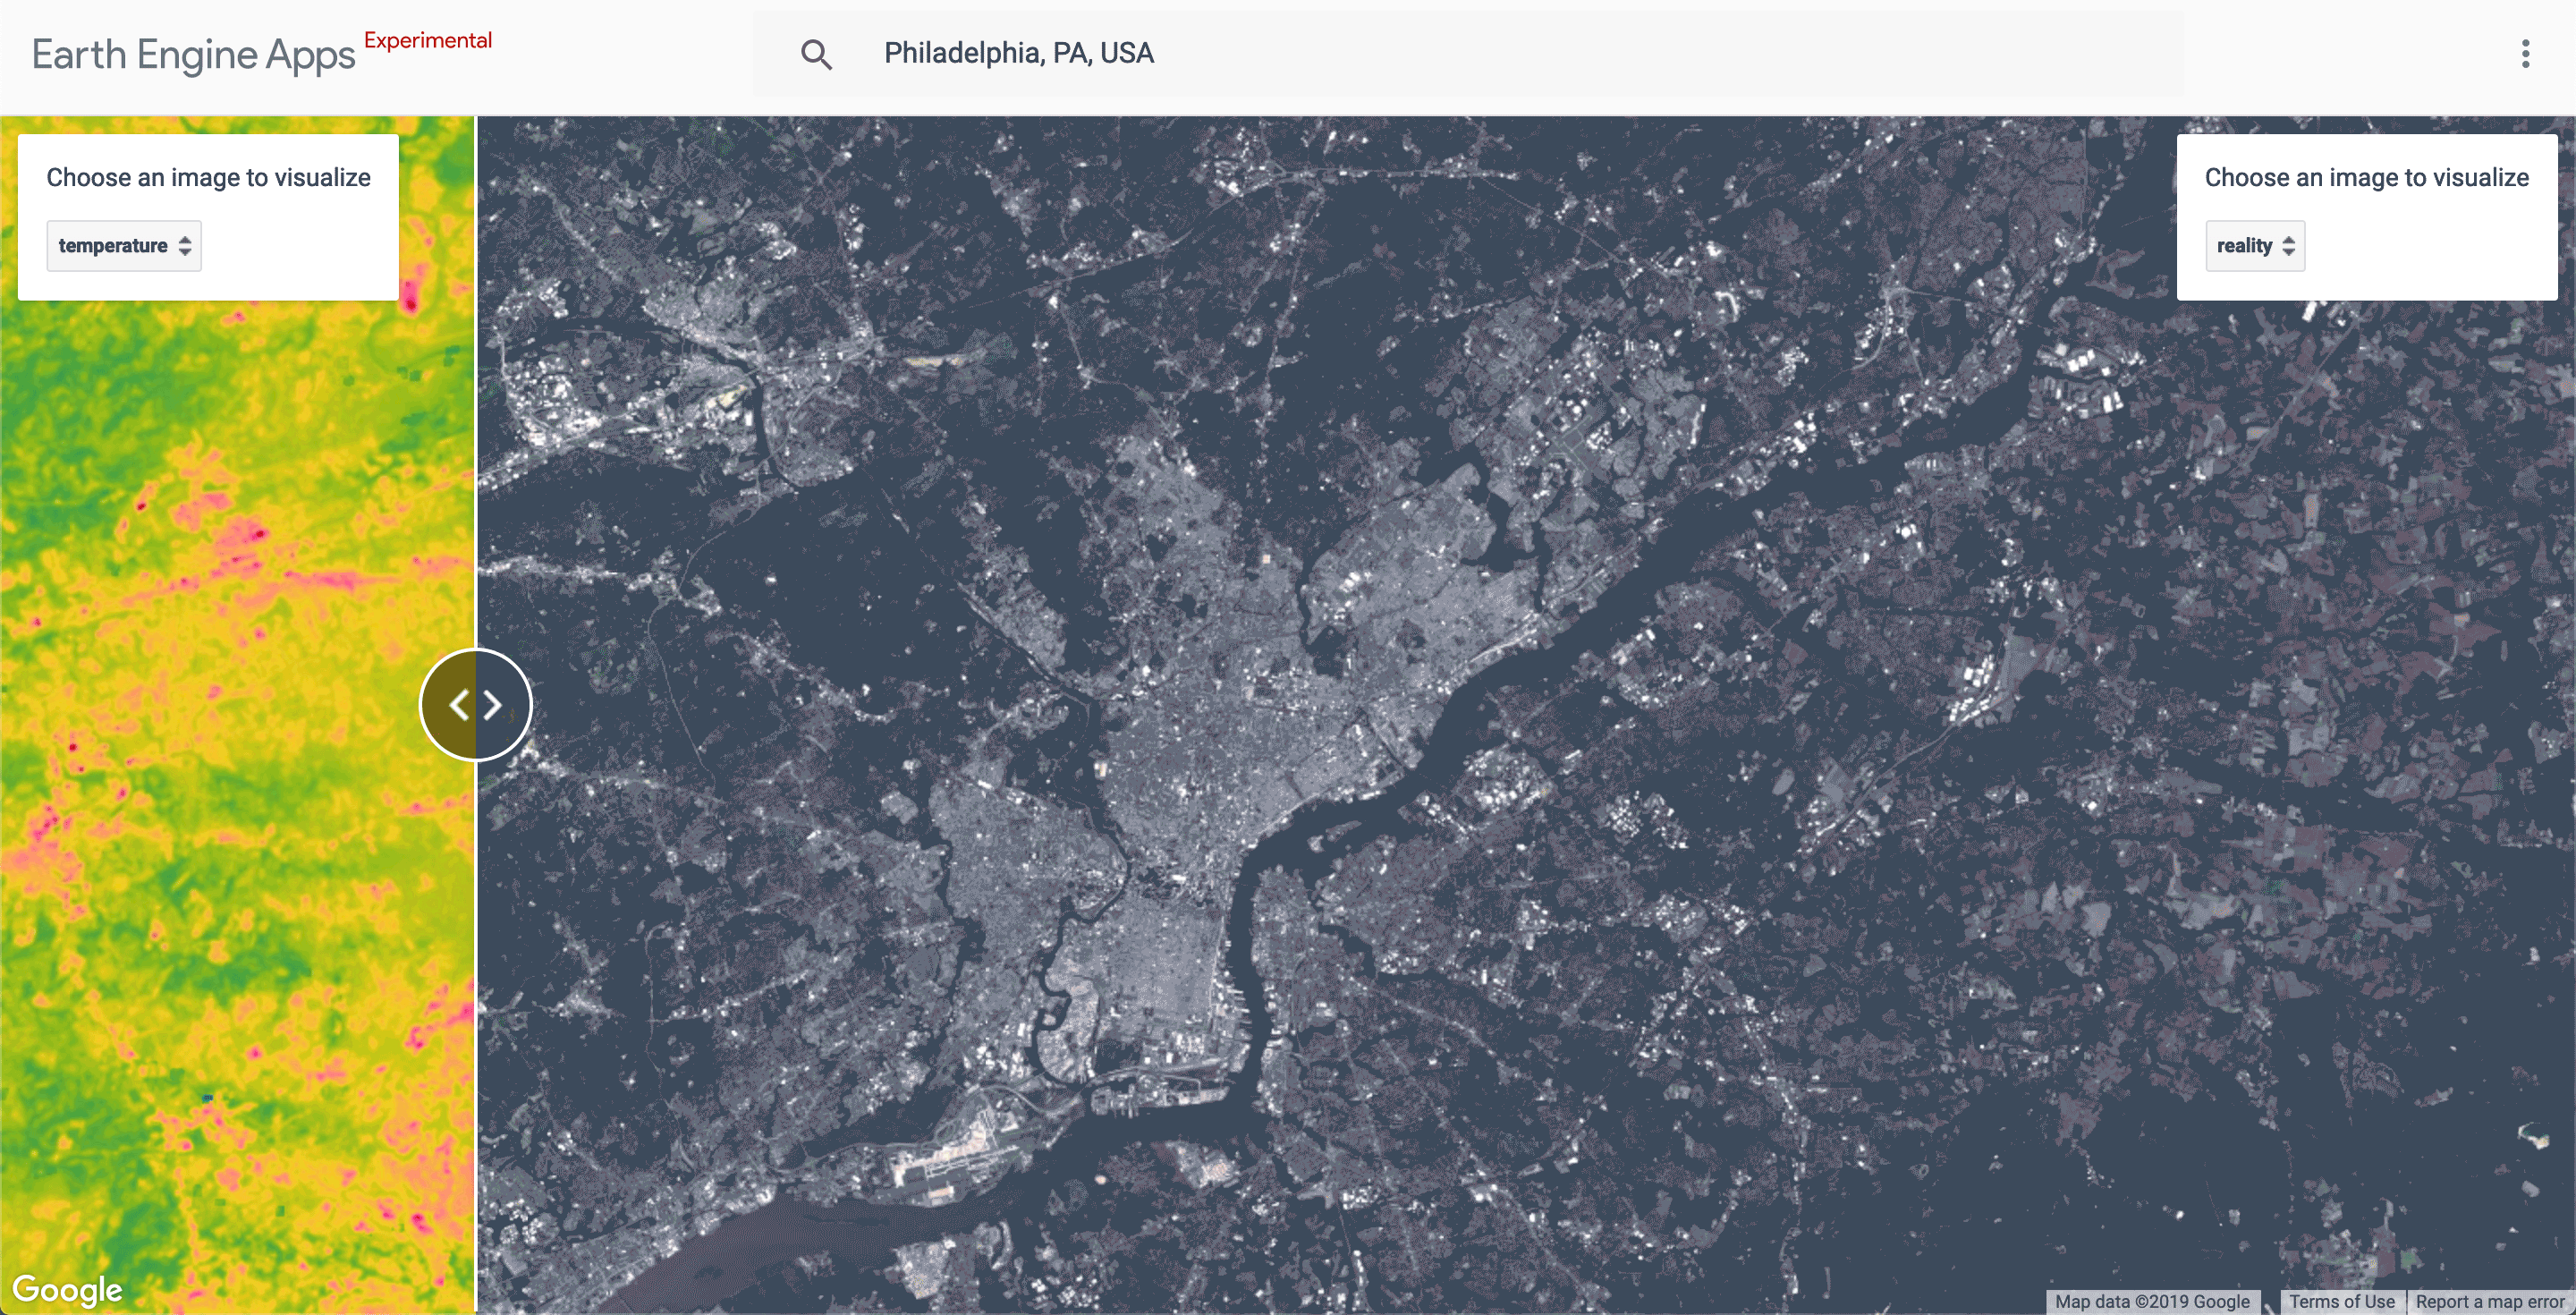 Earth Engine Apps Experimental
Philadelphia, PA, USA
Choose an image to visualize
temperature
Choose an image to visualize
reality
Google
Map data ©2019 Google
Terms of Use
Report a map error